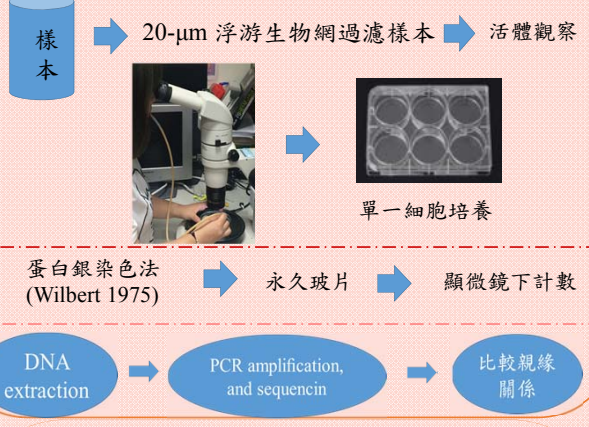 樣
本
20-μm 浮游生物網過濾樣本
活體觀察
單一細胞培養
蛋白銀染色法
(Wilbert 1975)
永久玻片
顯微鏡下計數
DNA
extraction
PCR amplification,
and sequencin
比較親緣
關係